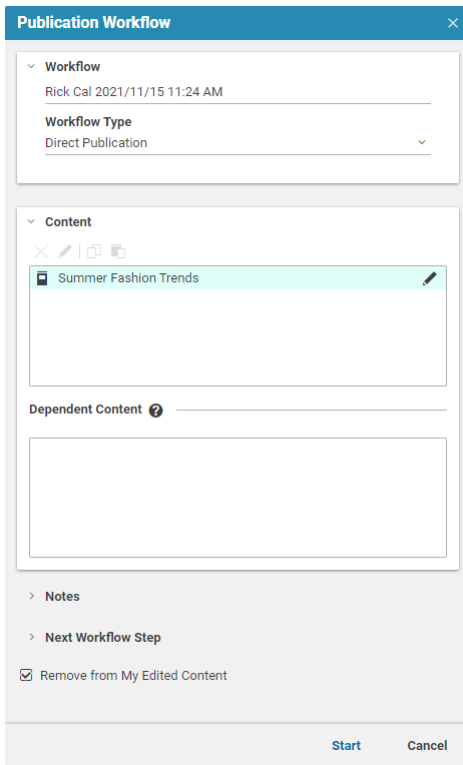 Publication Workflow
Workflow
Rick Cal 2021/11/15 11:24 AM
Workflow Type
Direct Publication
Content
Summer Fashion Trends
Dependent Content ?
Notes
Next Workflow Step
Remove from My Edited Content
Start Cancel